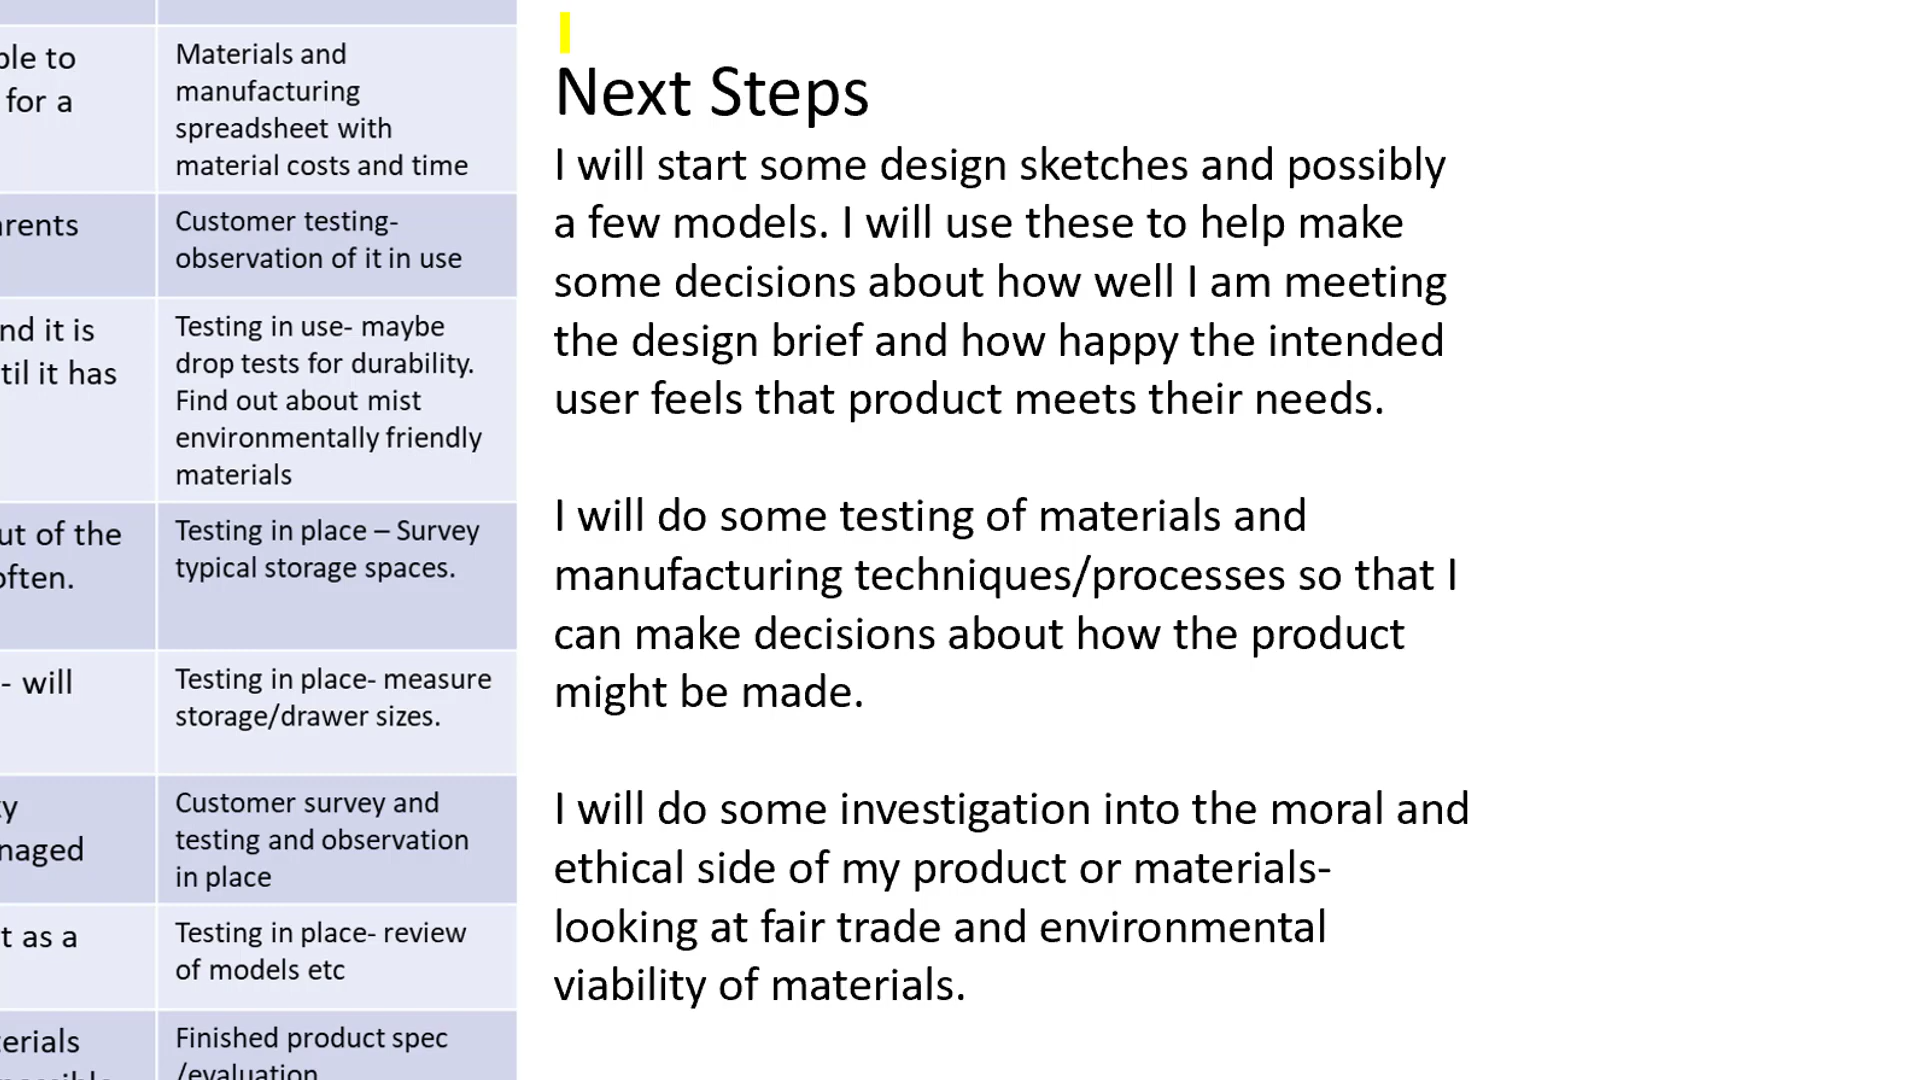 ple to
for a
Materials and
manufacturing
spreadsheet with
material costs and time
arents
Customer testing-
observation of it in use
nd it is
til it has
Testing in use- maybe
drop tests for durability.
Find out about mist
environmentally friendly
materials
ut of the
often.
Testing in place – Survey
typical storage spaces.
- will
Testing in place- measure
storage/drawer sizes.
naged
Customer survey and
testing and observation
in place
t as a
Testing in place- review
of models etc
terials
Finished product spec
/evaluation
Next Steps
I will start some design sketches and possibly
a few models. I will use these to help make
some decisions about how well I am meeting
the design brief and how happy the intended
user feels that product meets their needs.
I will do some testing of materials and
manufacturing techniques/processes so that I
can make decisions about how the product
might be made.
I will do some investigation into the moral and
ethical side of my product or materials-
looking at fair trade and environmental
viability of materials.